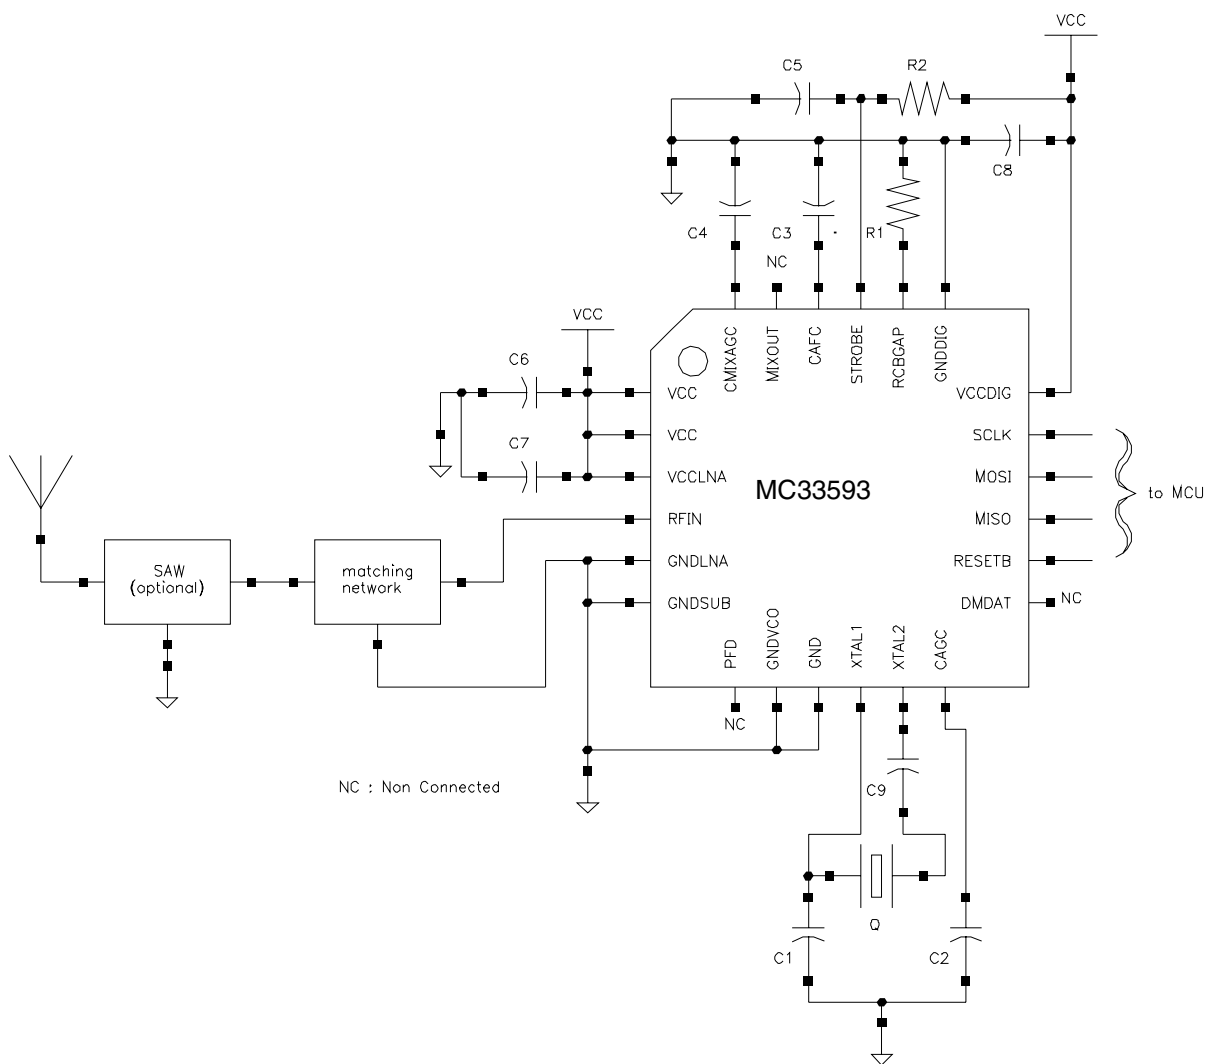 VCC
C5
R2
C8
C4
C3
R1
NC
VCC
C6
C7
CMIXAGC
MIXOUT
CAFC
STROBE
RCBGAP
GNDDIG
VCC
VCC
VCCLNA
RFIN
GNDLNA
GNDSUB
MC33593
VCCDIG
SCLK
MOSI
MISO
RESETB
DMDAT
NC
to MCU
SAW
(optional)
matching
network
PFD
GNDVCO
GND
XTAL1
XTAL2
CAGC
NC
NC : Non Connected
C9
Q
C1
C2